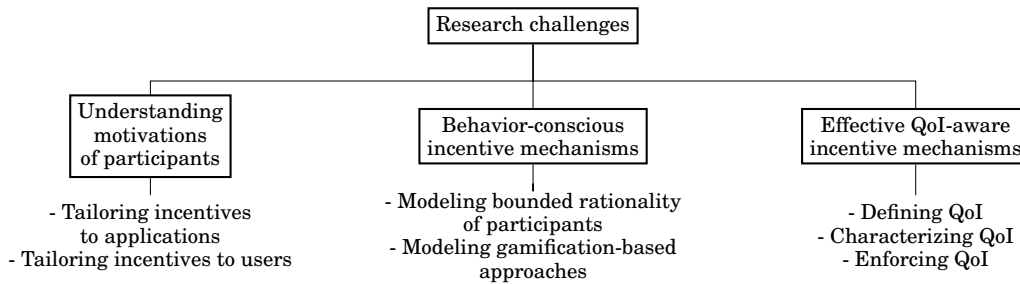 Research challenges
Understanding
motivations
of participants
Behavior-conscious
incentive mechanisms
Effective QoI-aware
incentive mechanisms
- Tailoring incentives
to applications
- Tailoring incentives to users
- Modeling bounded rationality
of participants
- Modeling gamification-based
approaches
- Defining QoI
- Characterizing QoI
- Enforcing QoI